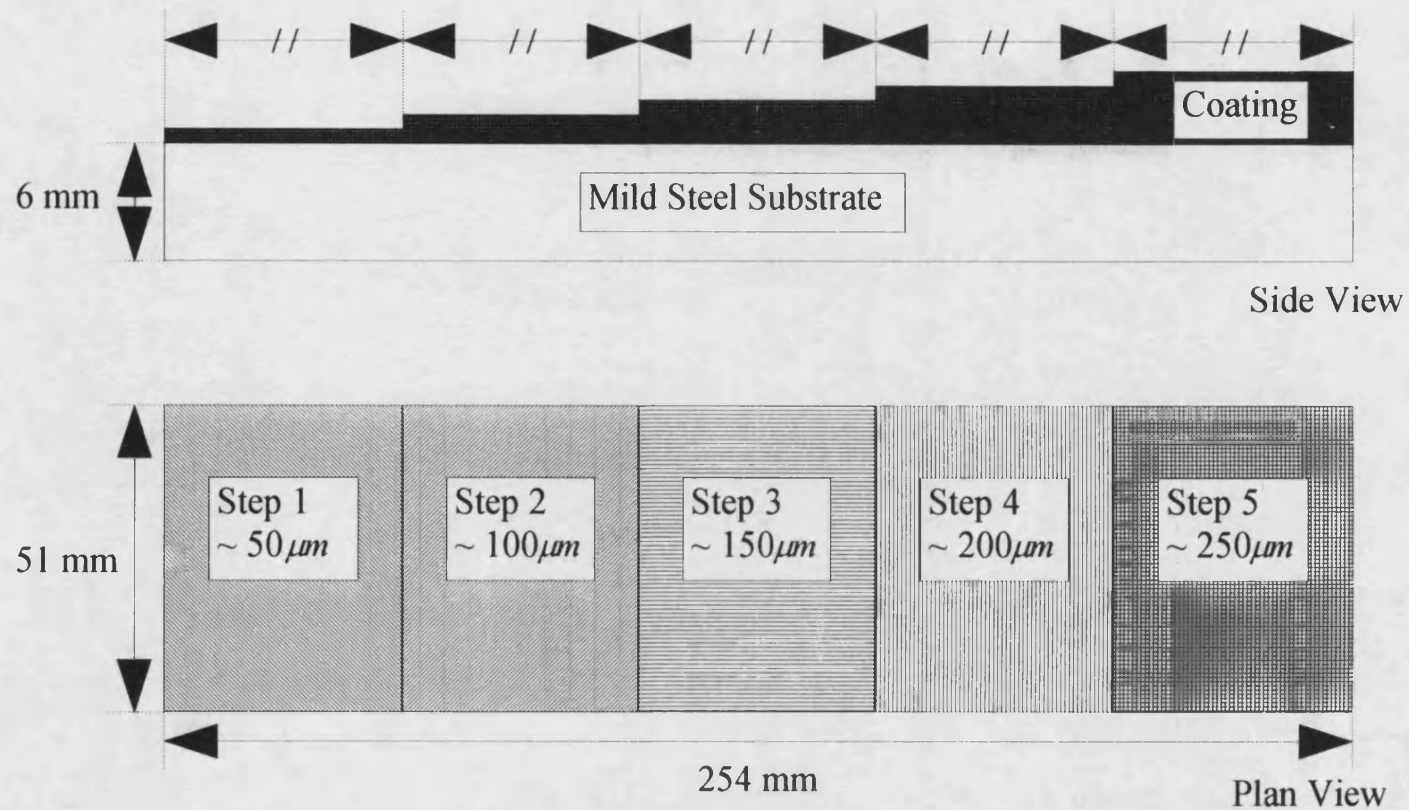 // // // // //
Coating
6 mm
Mild Steel Substrate
Side View
Step 1
~ 50μm
Step 2
~ 100μm
Step 3
~ 150μm
Step 4
~ 200μm
Step 5
~ 250μm
51 mm
254 mm
Plan View